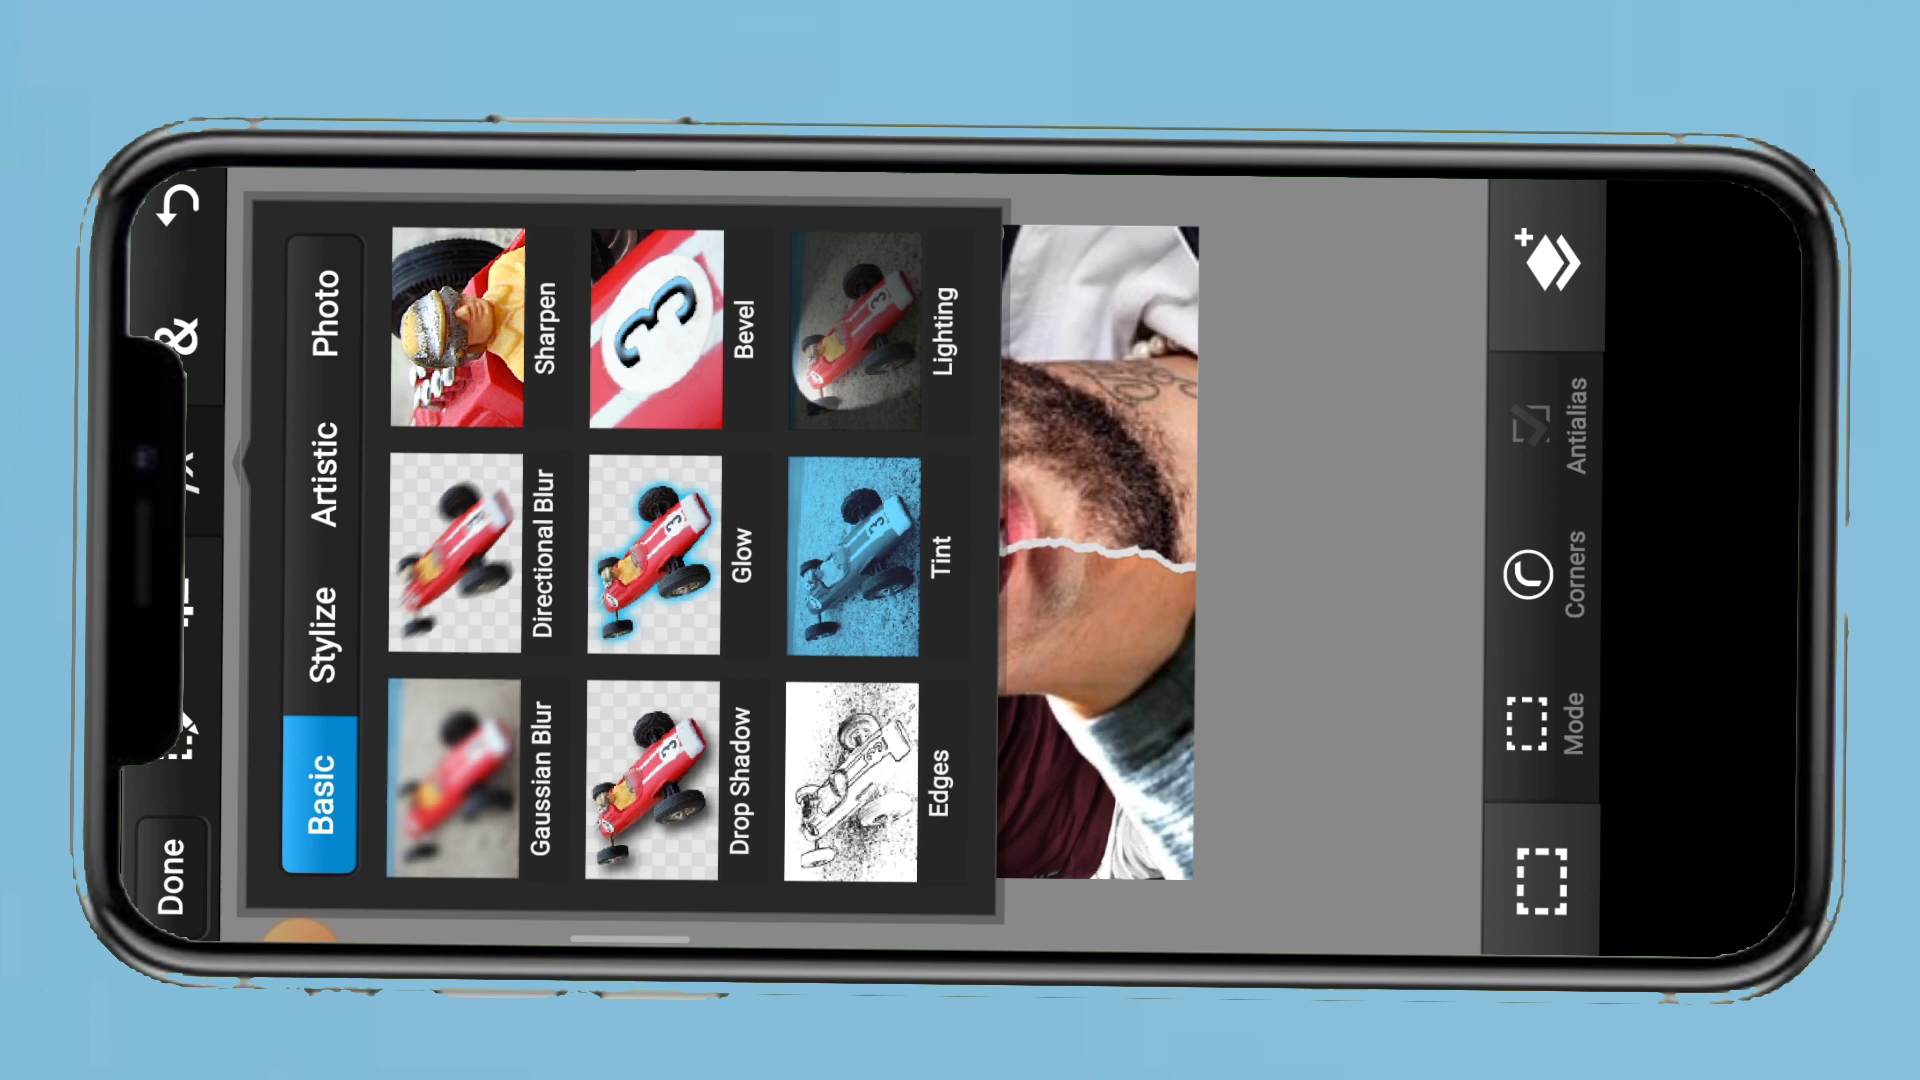 Done
&
Basic Stylize Artistic Photo
Gaussian Blur Directional Blur Sharpen
Drop Shadow Glow Bevel
Edges Tint Lighting
Mode Corners Antialias